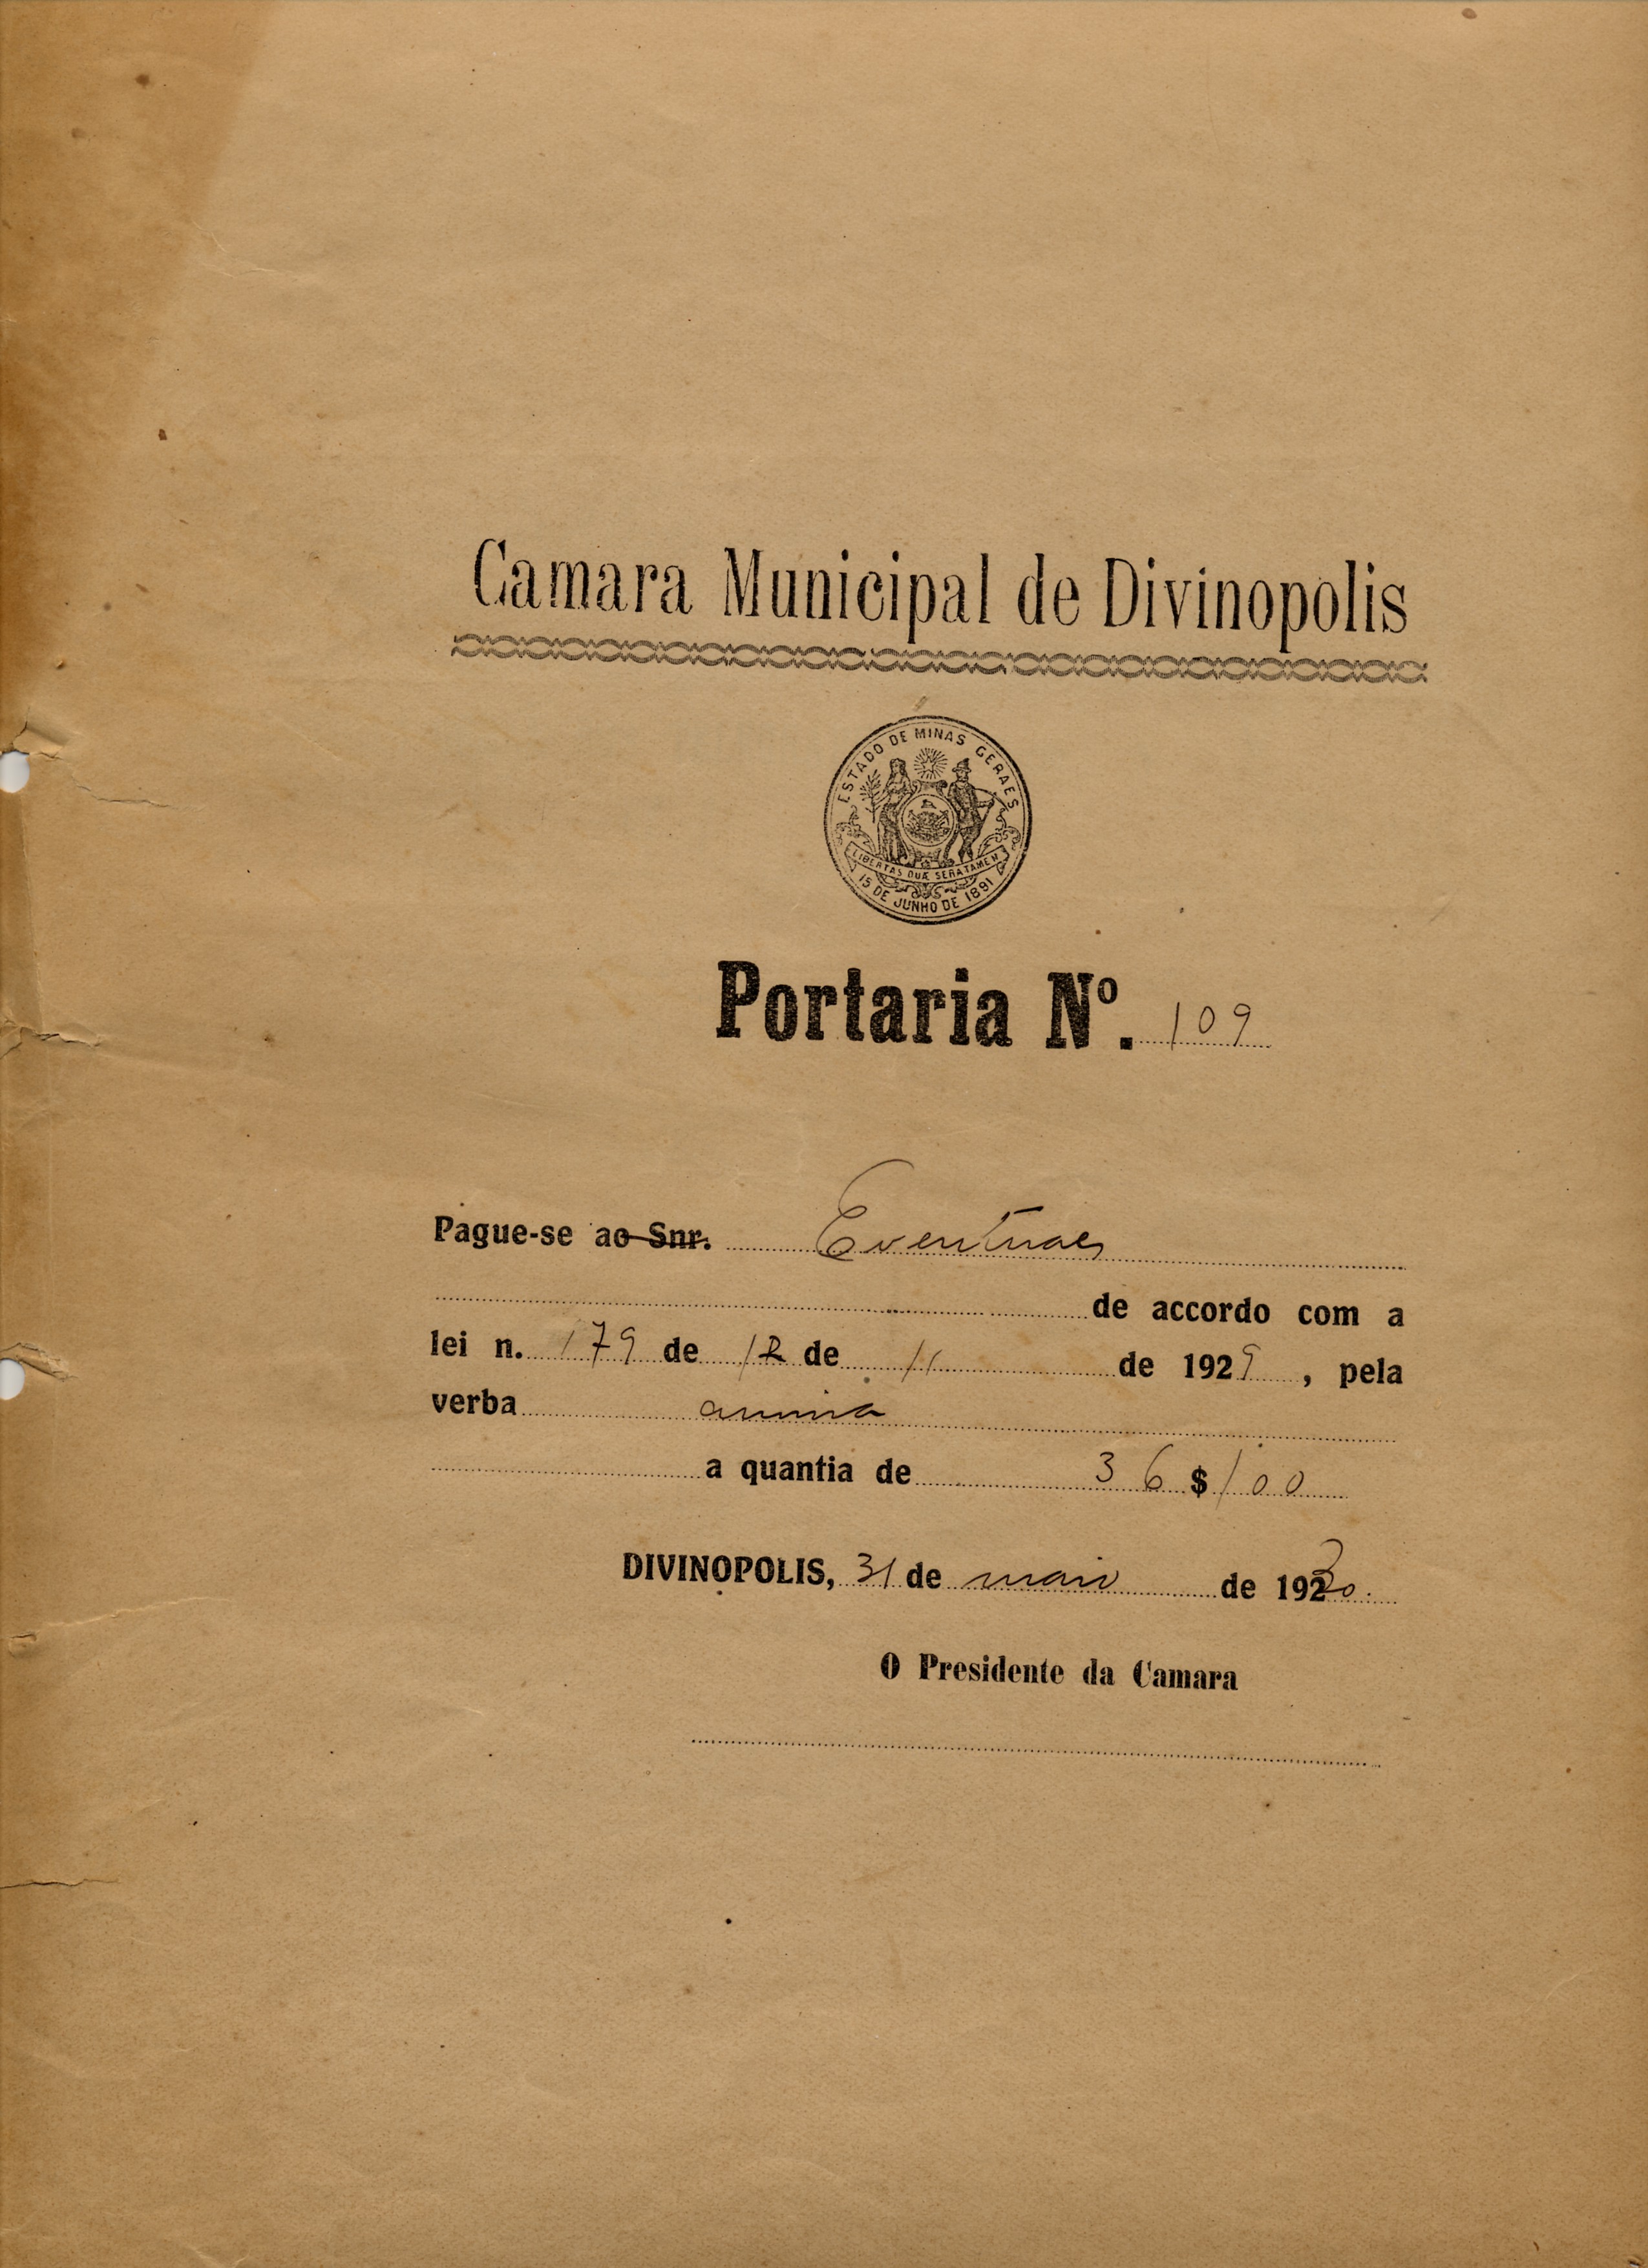 Camara Municipal de Divinopolis
ESTADO DE MINAS GERAES
LIBERTAS QUÆ SERA TAMEN
15 DE JUNHO DE 1891
Portaria Nº. 109
Pague-se ao Snr. Eventuaes
de accordo com a
lei n. 179 de 12 de 11 de 1929, pela
verba acima
a quantia de 36$100
DIVINOPOLIS, 31 de maio de 1930.
O Presidente da Camara